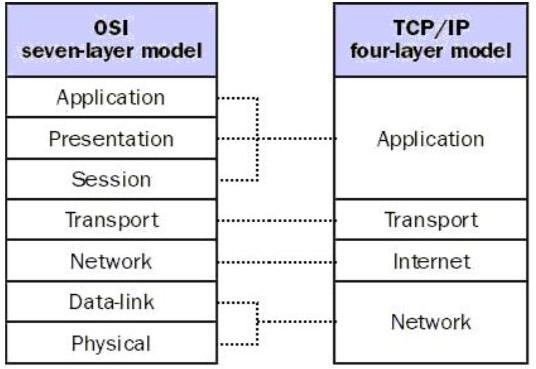 OSI
seven-layer model
Application
Presentation
Session
Transport
Network
Data-link
Physical
TCP/IP
four-layer model
Application
Transport
Internet
Network